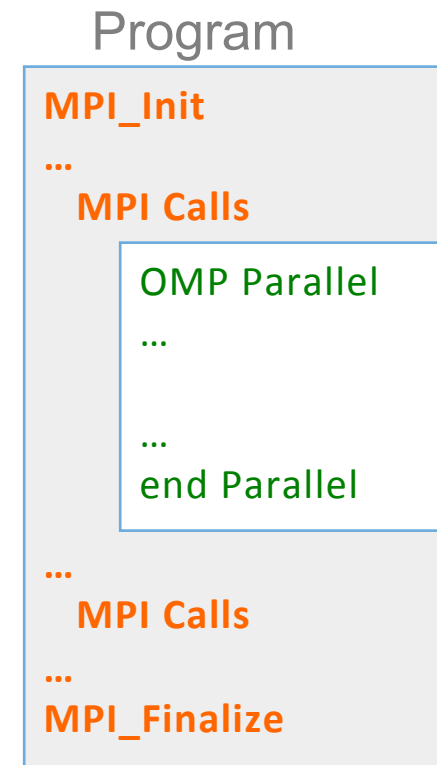 Program
MPI_Init
…
MPI Calls
OMP Parallel
…
…
end Parallel
…
MPI Calls
…
MPI_Finalize